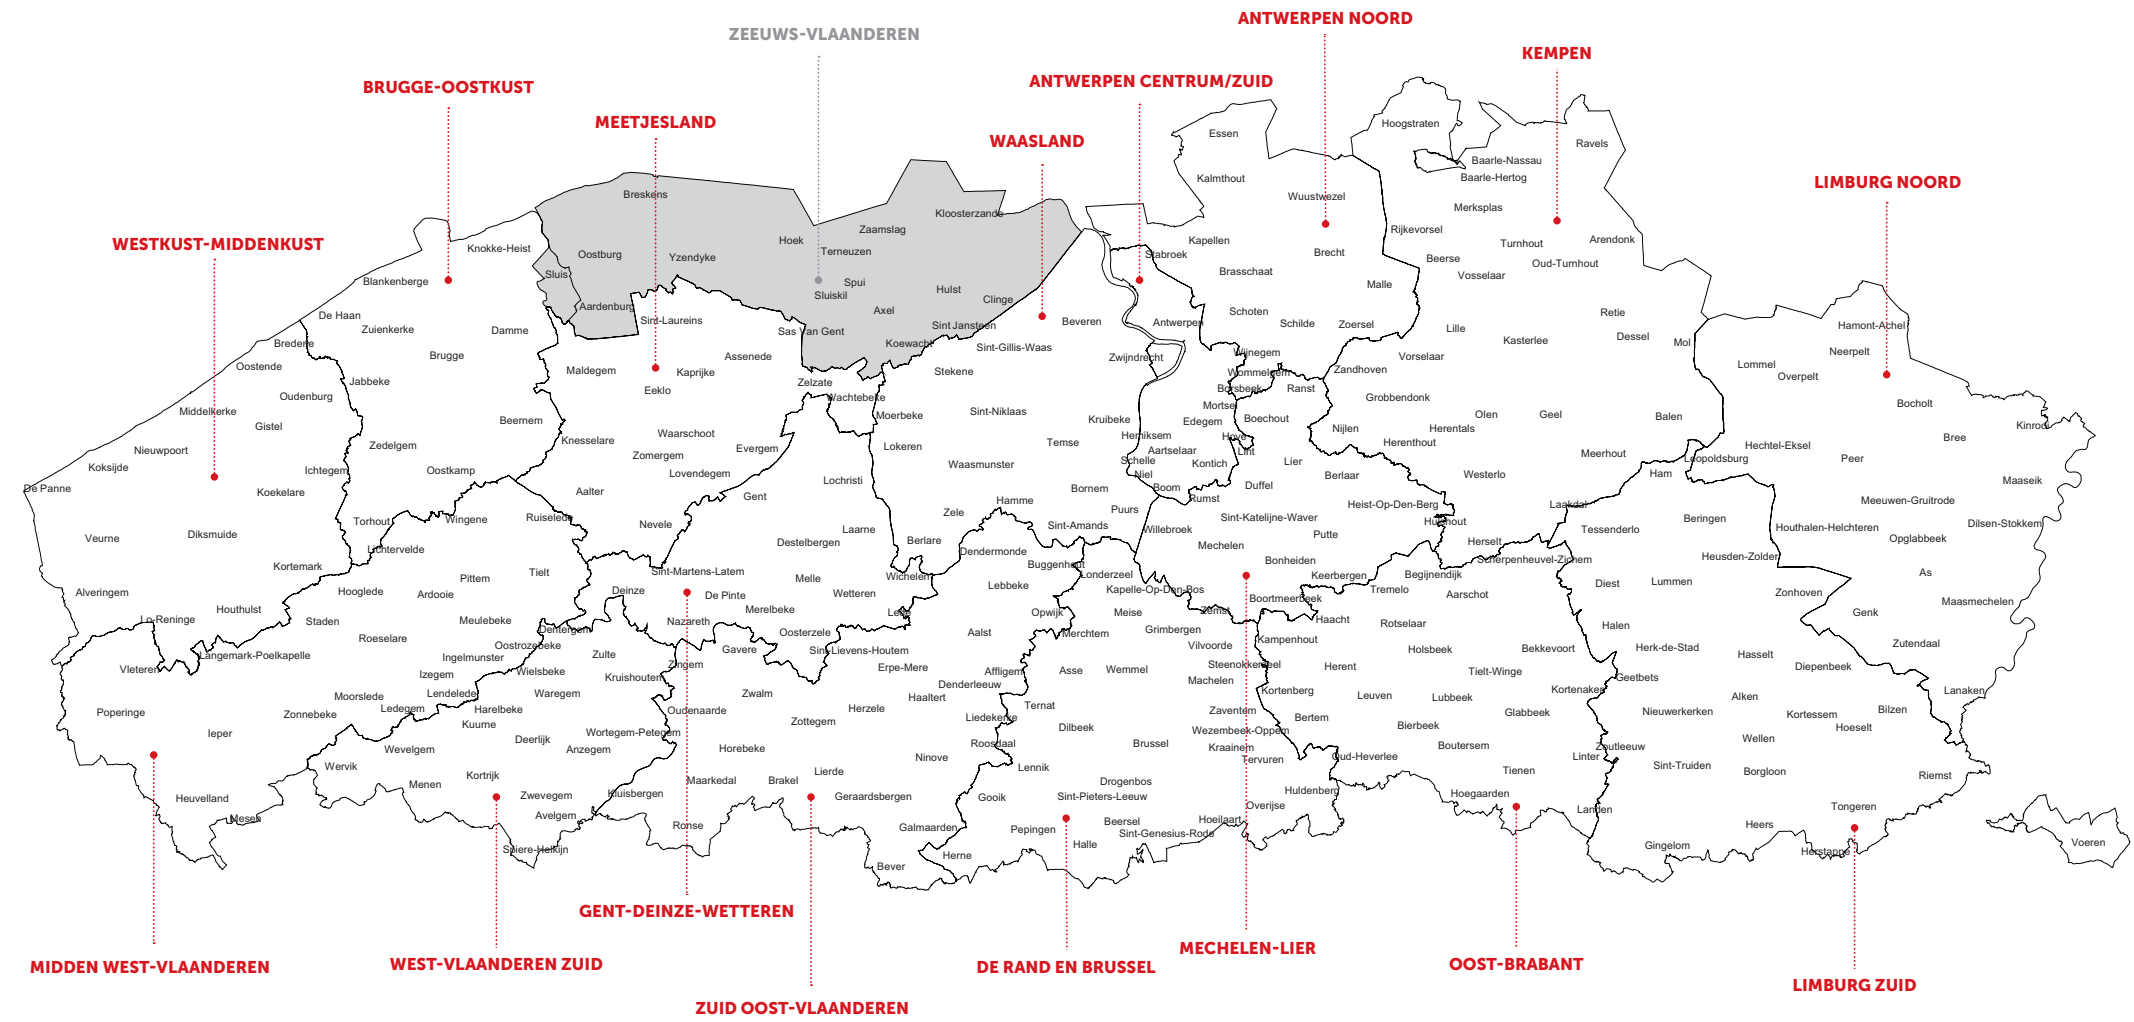 ANTWERPEN NOORD
ZEEUWS-VLAANDEREN
KEMPEN
ANTWERPEN CENTRUM/ZUID
BRUGGE-OOSTKUST
MEETJESLAND
WAASLAND
LIMBURG NOORD
WESTKUST-MIDDENKUST
Hoogstraten
Essen
Ravels
Baarle-Nassau
Baarle-Hertog
Kalmthout
Breskens
Wuustwezel
Merksplas
Kloosterzande
Zaamslag
Rijkevorsel
Hoek
Kapellen
Turnhout
Arendonk
Knokke-Heist
Oostburg
Yzendyke
Terneuzen
Stabroek
Brecht
Beerse
Oud-Turnhout
Sluis
Brasschaat
Vosselaar
Blankenberge
Spui
Sluiskil
Hulst
Malle
Clinge
Aardenburg
Axel
Schoten
Retie
De Haan
Sint-Laureins
Beveren
Antwerpen
Schilde
Zoersel
Hamont-Achel
Zuienkerke
Damme
Sas Van Gent
Sint Jansteen
Lille
Kasterlee
Dessel
Mol
Bredene
Koewacht
Sint-Gillis-Waas
Brugge
Assenede
Zwijndrecht
Wijnegem
Vorselaar
Neerpelt
Oostende
Maldegem
Kaprijke
Stekene
Wommelgem
Zandhoven
Lommel
Overpelt
Jabbeke
Zelzate
Borsbeek
Ranst
Oudenburg
Eeklo
Wachtebeke
Grobbendonk
Bocholt
Middelkerke
Moerbeke
Sint-Niklaas
Mortsel
Olen
Geel
Balen
Gistel
Beernem
Kruibeke
Edegem
Boechout
Nijlen
Herentals
Kinrooi
Waarschoot
Hemiksem
Hove
Bree
Knesselare
Zedelgem
Evergem
Lokeren
Temse
Herenthout
Hechtel-Eksel
Nieuwpoort
Zomergem
Aartselaar
Lint
Meerhout
Leopoldsburg
Peer
Koksijde
Ichtegem
Oostkamp
Lovendegem
Waasmunster
Schelle
Kontich
Lier
Niel
Berlaar
Westerlo
Ham
Maaseik
De Panne
Koekelare
Aalter
Lochristi
Bornem
Boom
Duffel
Gent
Hamme
Rumst
Heist-Op-Den-Berg
Laakdal
Meeuwen-Gruitrode
Torhout
Wingene
Ruiselede
Zele
Puurs
Sint-Katelijne-Waver
Hulshout
Beringen
Nevele
Sint-Amands
Dilsen-Stokkem
Veurne
Diksmuide
Laarne
Willebroek
Putte
Tessenderlo
Houthalen-Helchteren
Lichtervelde
Destelbergen
Berlare
Dendermonde
Mechelen
Herselt
Opglabbeek
Kortemark
Buggenhout
Bonheiden
Scherpenheuvel-Zichem
Heusden-Zolder
Pittem
Tielt
Sint-Martens-Latem
Melle
Wichelen
Londerzeel
Keerbergen
Begijnendijk
As
Alveringem
Hooglede
Ardooie
Deinze
De Pinte
Wetteren
Lebbeke
Kapelle-Op-Den-Bos
Boortmeerbeek
Tremelo
Aarschot
Diest
Lummen
Zonhoven
Maasmechelen
Houthulst
Merelbeke
Lede
Opwijk
Meise
Zemst
Genk
Lo-Reninge
Staden
Meulebeke
Nazareth
Haacht
Rotselaar
Halen
Dentergem
Oosterzele
Aalst
Merchtem
Grimbergen
Roeselare
Kampenhout
Zutendaal
Oostrozebeke
Gavere
Vilvoorde
Holsbeek
Bekkevoort
Herk-de-Stad
Langemark-Poelkapelle
Ingelmunster
Zulte
Sint-Lievens-Houtem
Hasselt
Vleteren
Izegem
Wielsbeke
Zingem
Erpe-Mere
Affligem
Asse
Wemmel
Steenokkerzeel
Herent
Tielt-Winge
Diepenbeek
Kruishoutem
Machelen
Geetbets
Moorslede
Lendelede
Waregem
Zwalm
Denderleeuw
Haaltert
Kortenberg
Leuven
Lubbeek
Kortenaken
Alken
Lanaken
Poperinge
Zonnebeke
Ledegem
Harelbeke
Oudenaarde
Herzele
Ternat
Zaventem
Bertem
Glabbeek
Nieuwerkerken
Kortessem
Bilzen
Ieper
Kuurne
Zottegem
Liedekerke
Dilbeek
Wezembeek-Oppem
Bierbeek
Hoeselt
Deerlijk
Wortegem-Petegem
Wellen
Wevelgem
Anzegem
Horebeke
Roosdaal
Brussel
Kraainem
Boutersem
Zoutleeuw
Wervik
Ninove
Lennik
Tervuren
Oud-Heverlee
Linter
Sint-Truiden
Kortrijk
Menen
Maarkedal
Brakel
Lierde
Drogenbos
Tienen
Borgloon
Riemst
Heuvelland
Zwevegem
Kluisbergen
Geraardsbergen
Gooik
Sint-Pieters-Leeuw
Huldenberg
Hoegaarden
Overijse
Landen
Tongeren
Mesen
Avelgem
Ronse
Galmaarden
Pepingen
Beersel
Hoeilaart
Heers
Sint-Genesius-Rode
Spiere-Helkijn
Halle
Gingelom
Herstappe
Voeren
Herne
Bever
GENT-DEINZE-WETTEREN
MECHELEN-LIER
MIDDEN WEST-VLAANDEREN
WEST-VLAANDEREN ZUID
DE RAND EN BRUSSEL
OOST-BRABANT
LIMBURG ZUID
ZUID OOST-VLAANDEREN